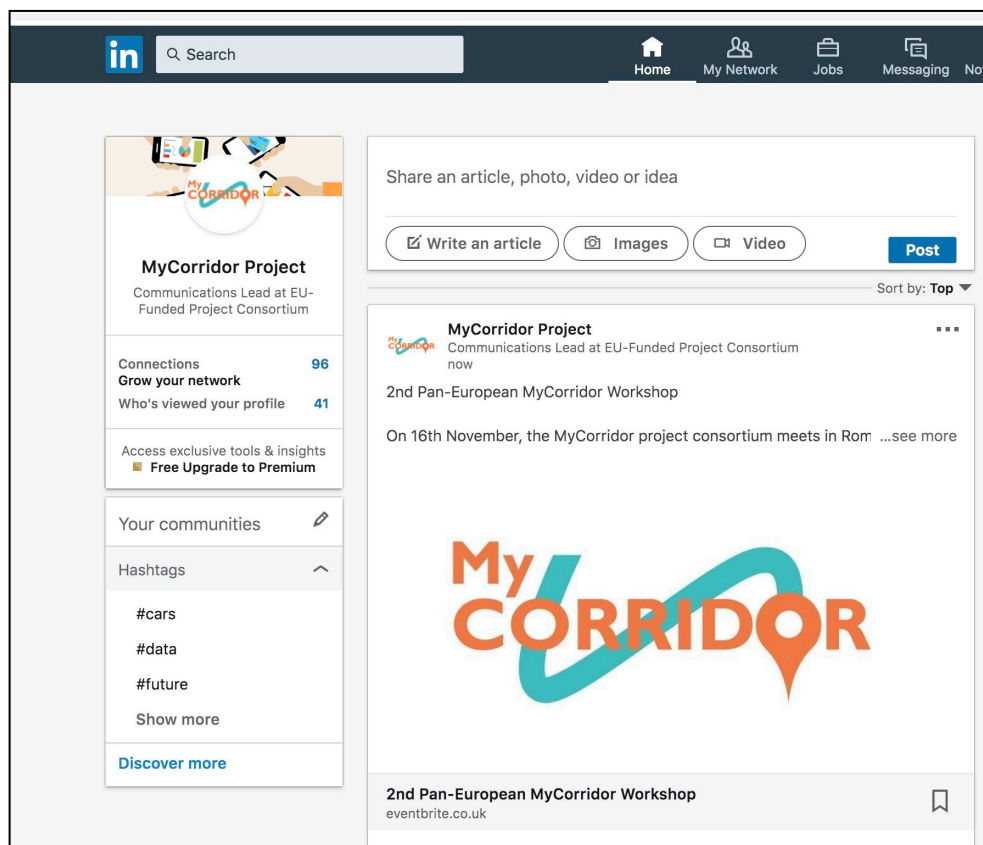 in
Search
Home
My Network
Jobs
Messaging
My
CORRIDOR
MyCorridor Project
Communications Lead at EU-
Funded Project Consortium
Connections 96
Grow your network
Who's viewed your profile 41
Access exclusive tools & insights
Free Upgrade to Premium
Your communities
Hashtags
#cars
#data
#future
Show more
Discover more
Share an article, photo, video or idea
Write an article
Images
Video
Post
Sort by: Top
My
CORRIDOR
MyCorridor Project
Communications Lead at EU-Funded Project Consortium
now
2nd Pan-European MyCorridor Workshop
On 16th November, the MyCorridor project consortium meets in Rom ...see more
My
CORRIDOR
2nd Pan-European MyCorridor Workshop
eventbrite.co.uk